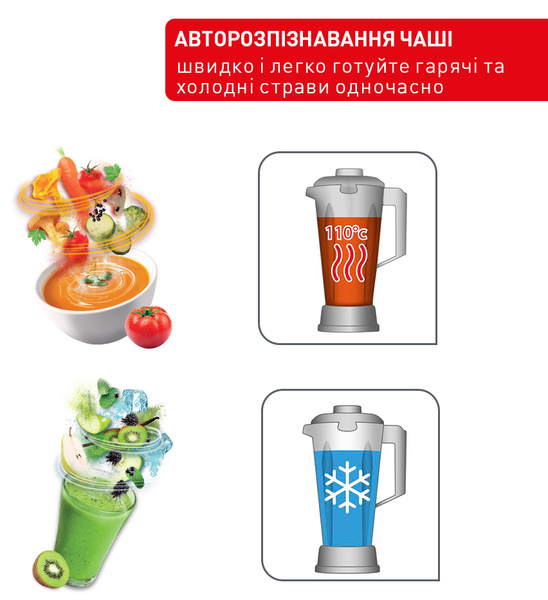 АВТОРОЗПІЗНАВАННЯ ЧАШІ
швидко і легко готуйте гарячі та
холодні страви одночасно
110°c